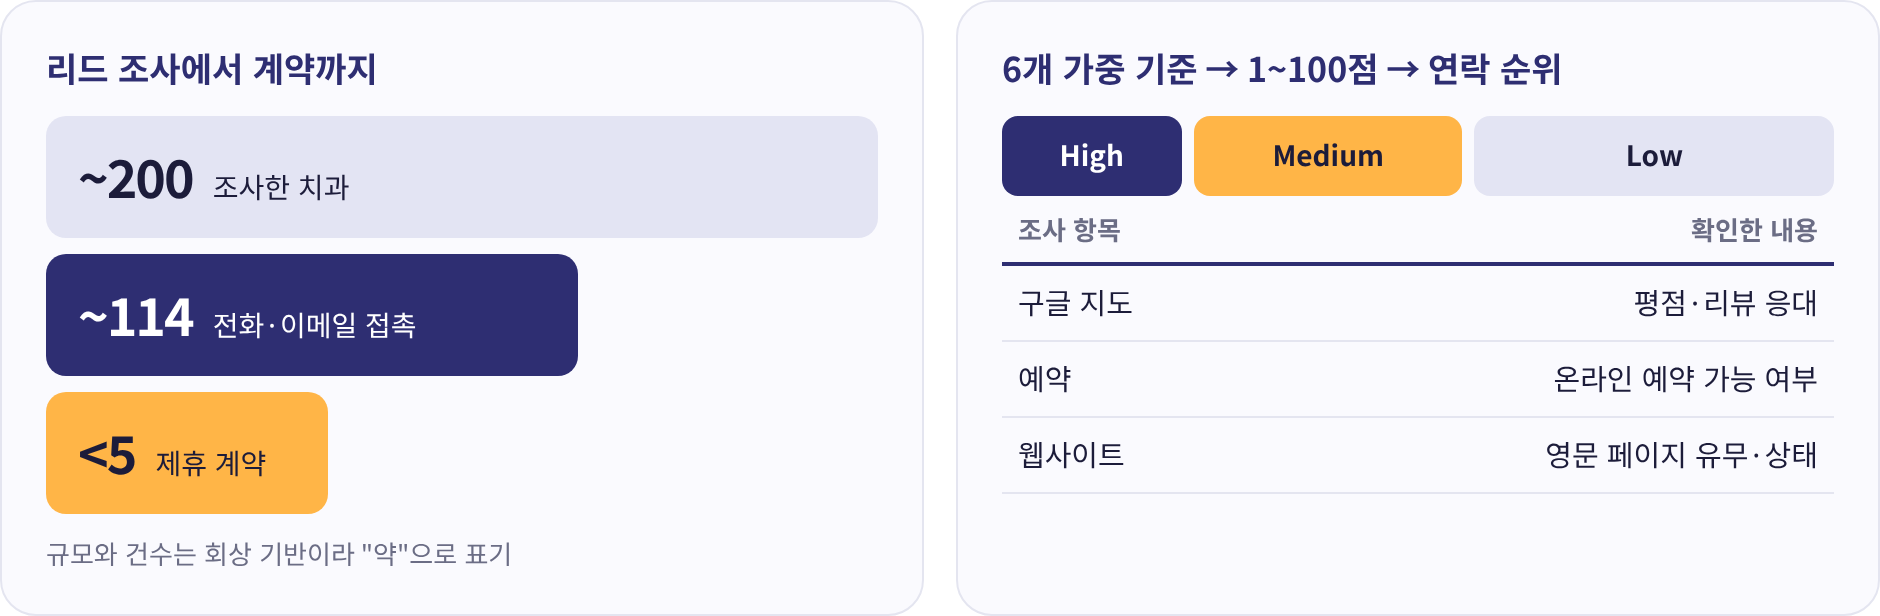 리드 조사에서 계약까지
~200 조사한 치과
~114 전화·이메일 접촉
<5 제휴 계약
규모와 건수는 회상 기반이라 "약"으로 표기
6개 가중 기준 → 1~100점 → 연락 순위
High Medium Low
조사 항목 확인한 내용
구글 지도 평점·리뷰 응대
예약 온라인 예약 가능 여부
웹사이트 영문 페이지 유무·상태